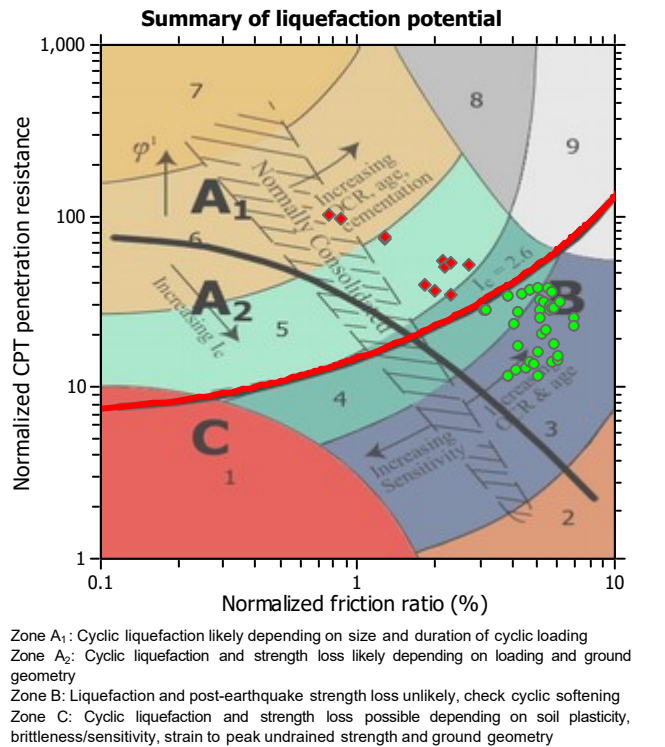 Summary of liquefaction potential
Normalized CPT penetration resistance
1,000
100
10
1
7
8
9
φ'
A1
Increasing
OCR, age,
cementation
Normally Consolidated
6
A2
Increasing Ic
5
Ic = 2.6
B
4
Increasing
OCR & age
C
1
Increasing
Sensitivity
3
2
0.1
1
10
Normalized friction ratio (%)
Zone A1: Cyclic liquefaction likely depending on size and duration of cyclic loading
Zone A2: Cyclic liquefaction and strength loss likely depending on loading and ground
geometry
Zone B: Liquefaction and post-earthquake strength loss unlikely, check cyclic softening
Zone C: Cyclic liquefaction and strength loss possible depending on soil plasticity,
brittleness/sensitivity, strain to peak undrained strength and ground geometry